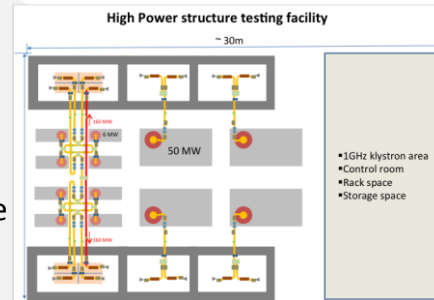 High Power structure testing facility
~ 30m
160 MW
6 MW
50 MW
160 MW
▪1GHz klystron area
▪Control room
▪Rack space
▪Storage space
e